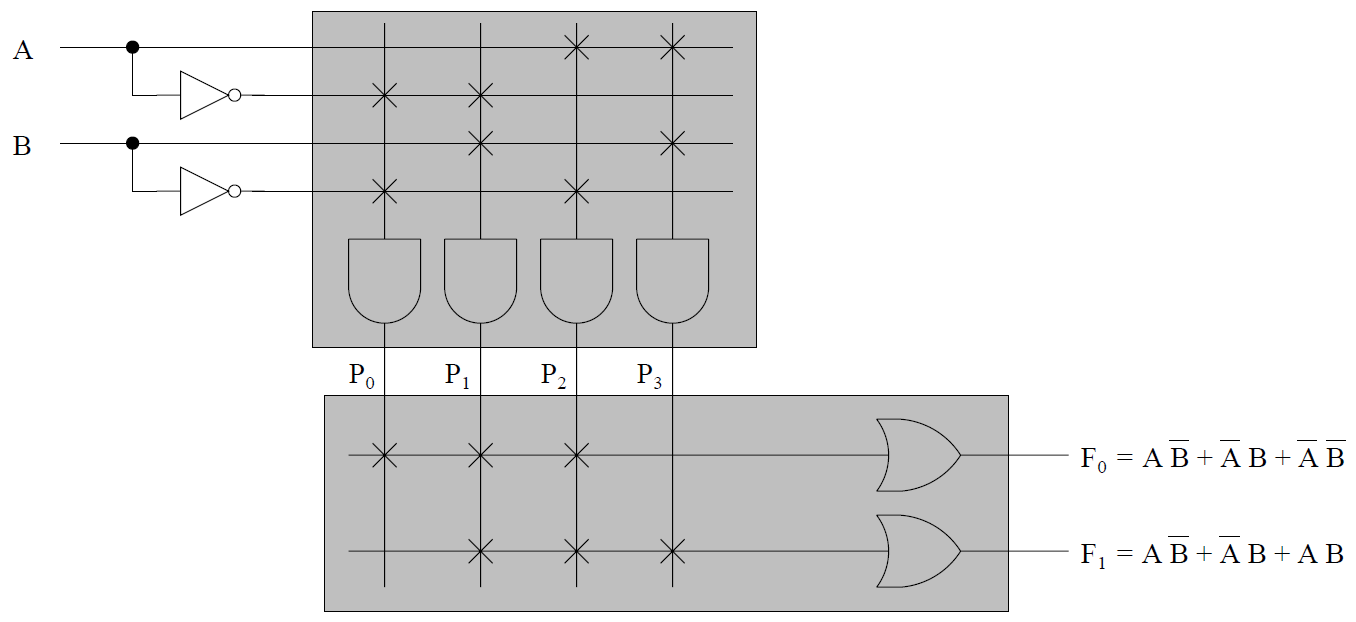 A
B
P₀ P₁ P₂ P₃
F₀ = A B̅ + A̅ B + A̅ B̅
F₁ = A B̅ + A̅ B + A B